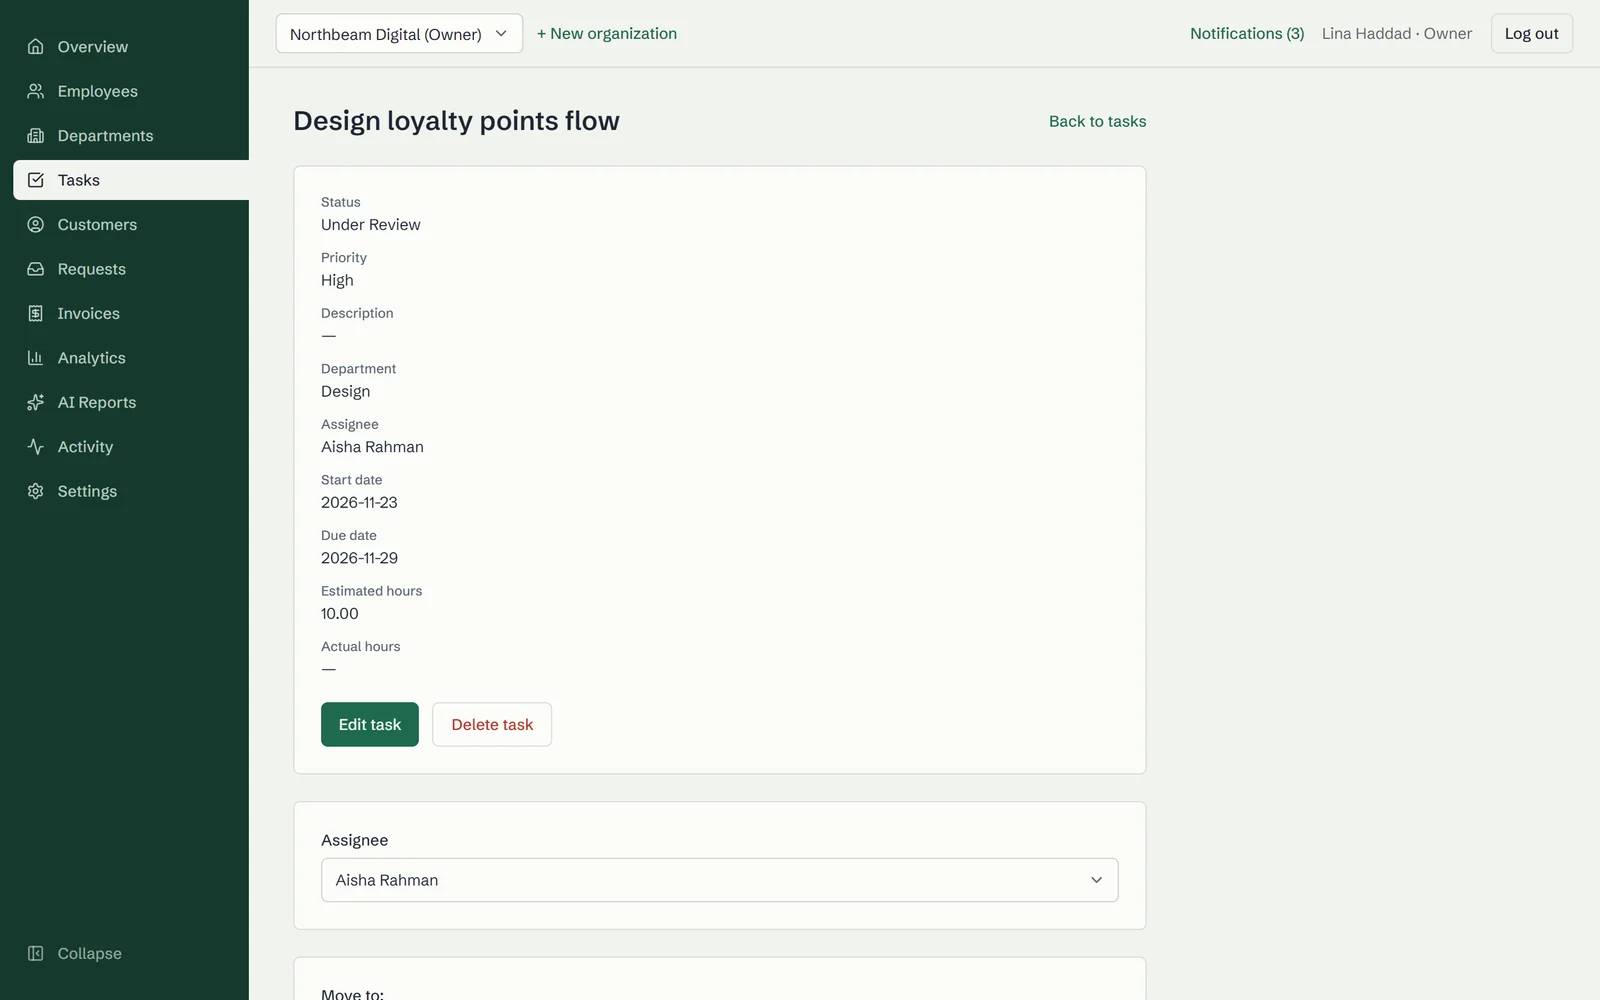 Overview
Employees
Departments
Tasks
Customers
Requests
Invoices
Analytics
AI Reports
Activity
Settings
Collapse
Northbeam Digital (Owner)
+ New organization
Notifications (3)
Lina Haddad · Owner
Log out
Design loyalty points flow
Back to tasks
Status
Under Review
Priority
High
Description
—
Department
Design
Assignee
Aisha Rahman
Start date
2026-11-23
Due date
2026-11-29
Estimated hours
10.00
Actual hours
—
Edit task
Delete task
Assignee
Aisha Rahman
Move to: